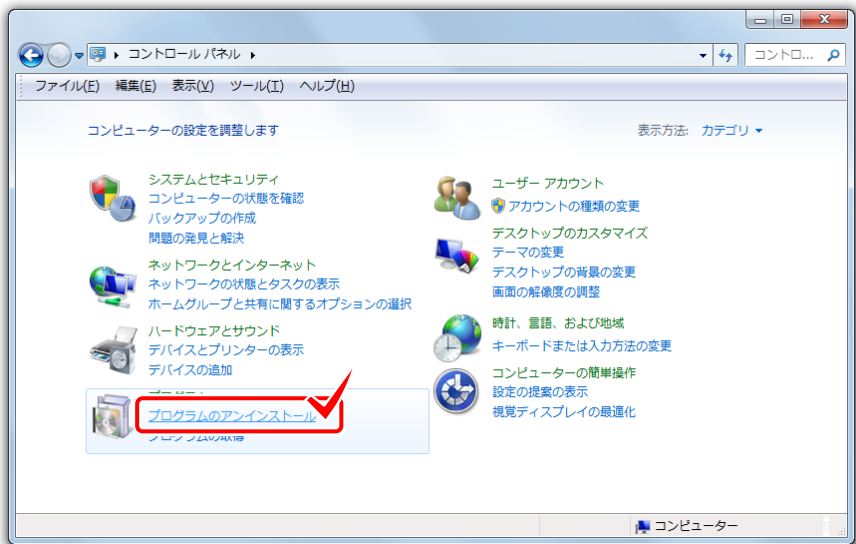 コントロール パネル
コントロ...
ファイル(F) 編集(E) 表示(V) ツール(T) ヘルプ(H)
コンピューターの設定を調整します
表示方法: カテゴリ
システムとセキュリティ
コンピューターの状態を確認
バックアップの作成
問題の発見と解決
ネットワークとインターネット
ネットワークの状態とタスクの表示
ホームグループと共有に関するオプションの選択
ハードウェアとサウンド
デバイスとプリンターの表示
デバイスの追加
プログラム
プログラムのアンインストール
プログラムの取得
ユーザー アカウント
アカウントの種類の変更
デスクトップのカスタマイズ
テーマの変更
デスクトップの背景の変更
画面の解像度の調整
時計、言語、および地域
キーボードまたは入力方法の変更
コンピューターの簡単操作
設定の提案の表示
視覚ディスプレイの最適化
コンピューター